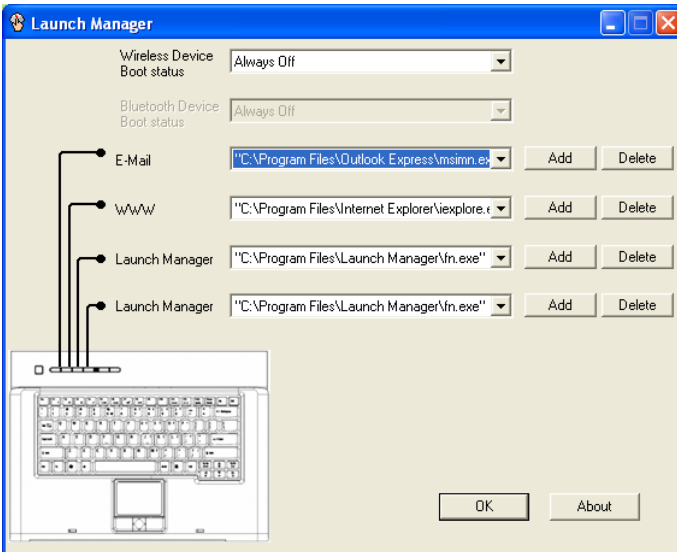 Launch Manager
Wireless Device
Boot status
Always Off
Bluetooth Device
Boot status
Always Off
E-Mail
"C:\Program Files\Outlook Express\msimn.ex
Add
Delete
WWW
"C:\Program Files\Internet Explorer\iexplore.e
Add
Delete
Launch Manager
"C:\Program Files\Launch Manager\fn.exe"
Add
Delete
Launch Manager
"C:\Program Files\Launch Manager\fn.exe"
Add
Delete
OK
About